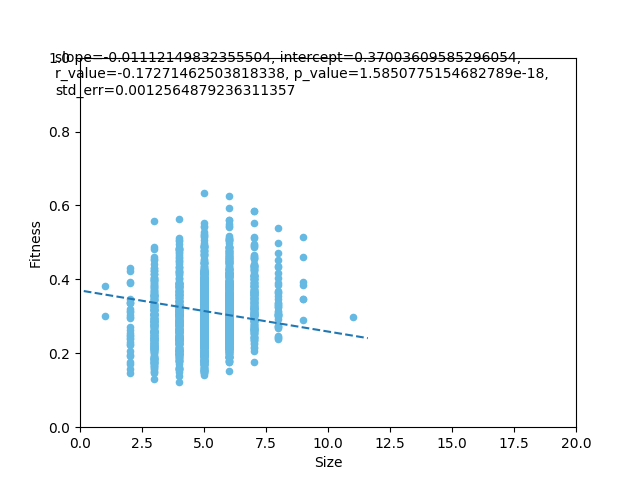 slope=-0.01112149832355504, intercept=0.37003609585296054,
r_value=-0.17271462503818338, p_value=1.5850775154682789e-18,
std_err=0.0012564879236311357
1.0
0.8
0.6
0.4
0.2
0.0
Fitness
0.0 2.5 5.0 7.5 10.0 12.5 15.0 17.5 20.0
Size